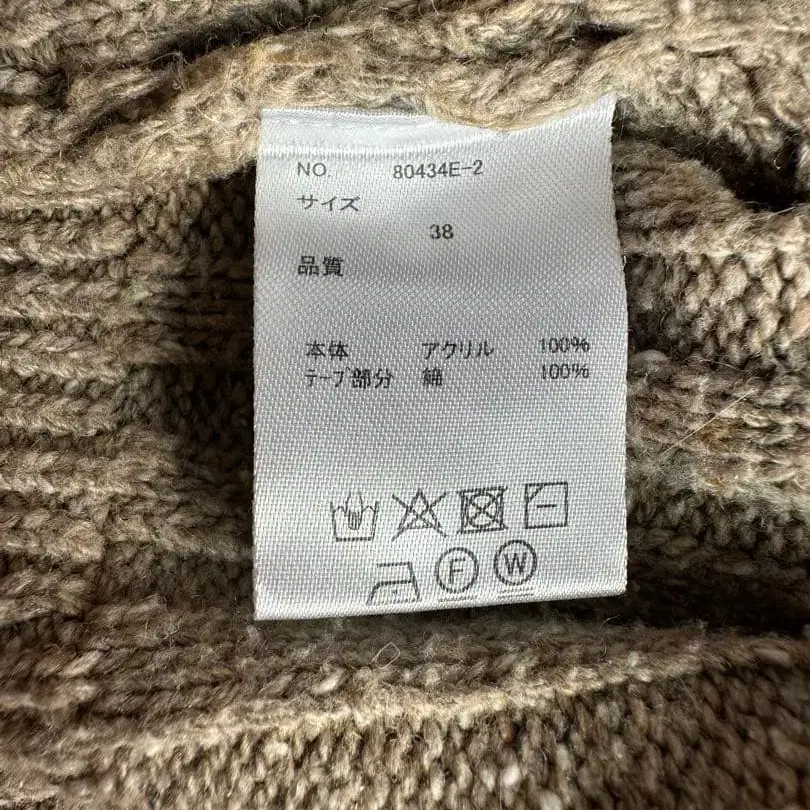 NO. 80434E-2
サイズ
38
品質
本体 アクリル 100%
テープ部分 綿 100%
F W